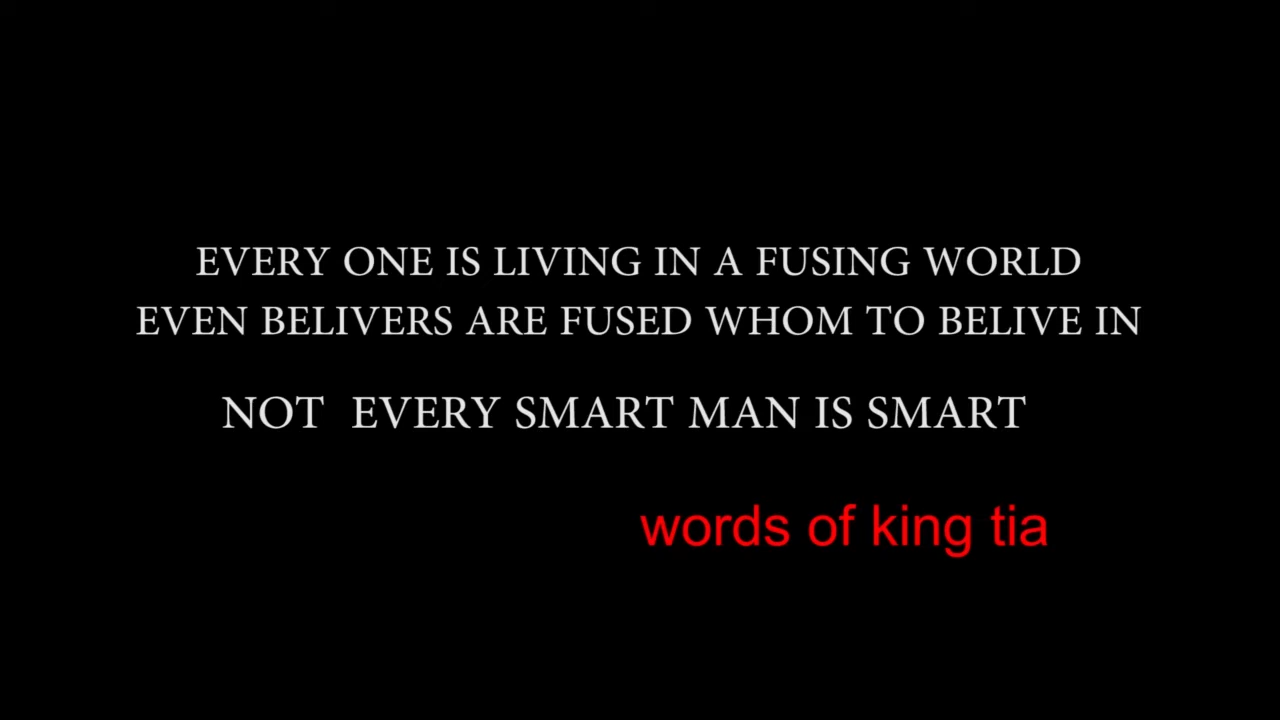 EVERY ONE IS LIVING IN A FUSING WORLD
EVEN BELIVERS ARE FUSED WHOM TO BELIVE IN
NOT EVERY SMART MAN IS SMART
words of king tia